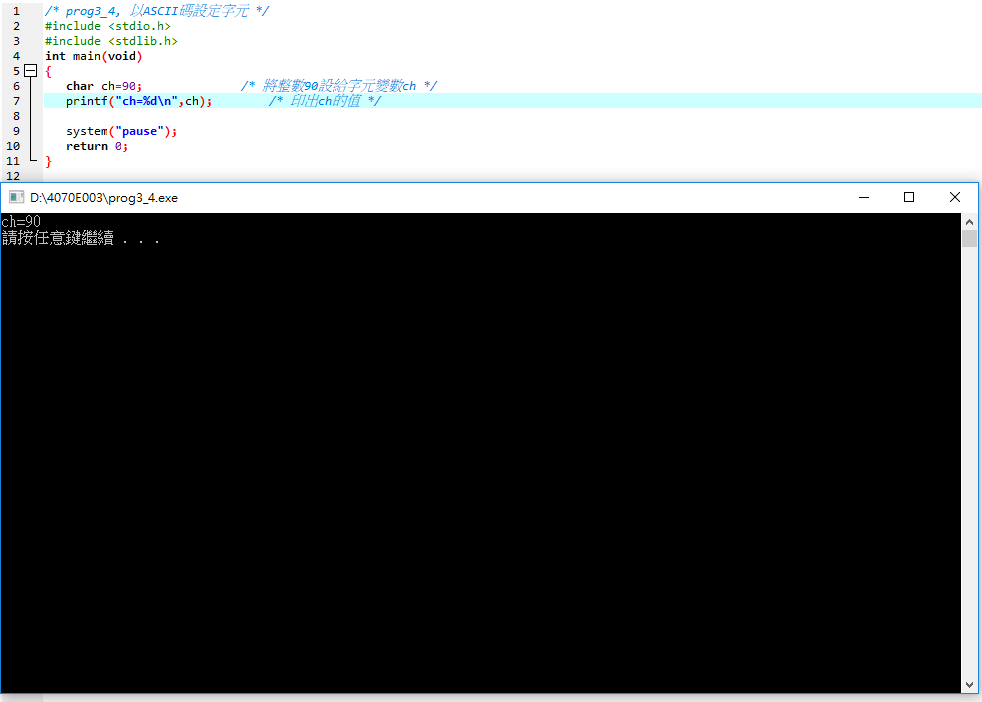 1 /* prog3_4, 以ASCII碼設定字元 */
2 #include <stdio.h>
3 #include <stdlib.h>
4 int main(void)
5 {
6 char ch=90; /* 將整數90設給字元變數ch */
7 printf("ch=%d\n",ch); /* 印出ch的值 */
8
9 system("pause");
10 return 0;
11 }
12
D:\4070E003\prog3_4.exe
ch=90
請按任意鍵繼續 . . .